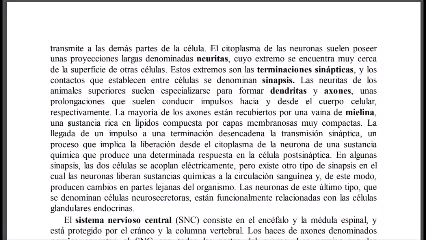 transmite a las demás partes de la célula. El citoplasma de las neuronas suelen poseer
unas proyecciones largas denominadas neuritas, cuyo extremo se encuentra muy cerca
de la superficie de otras células. Estos extremos son las terminaciones sinápticas, y los
contactos que establecen entre células se denominan sinapsis. Las neuritas de los
animales superiores suelen especializarse para formar dendritas y axones, unas
prolongaciones que suelen conducir impulsos hacia y desde el cuerpo celular,
respectivamente. La mayoría de los axones están recubiertos por una vaina de mielina,
una sustancia rica en lípidos compuesta por capas membranosas muy compactas. La
llegada de un impulso a una terminación desencadena la transmisión sináptica, un
proceso que implica la liberación desde el citoplasma de la neurona de una sustancia
química que produce una determinada respuesta en la célula postsináptica. En algunas
sinapsis, las dos células se acoplan eléctricamente, pero existe otro tipo de sinapsis en el
cual las neuronas liberan sustancias químicas a la circulación sanguínea y, de este modo,
producen cambios en partes lejanas del organismo. Las neuronas de este último tipo, que
se denominan células neurosecretoras, están funcionalmente relacionadas con las células
glandulares endocrinas.
El sistema nervioso central (SNC) consiste en el encéfalo y la médula espinal, y
está protegido por el cráneo y la columna vertebral. Los haces de axones denominados